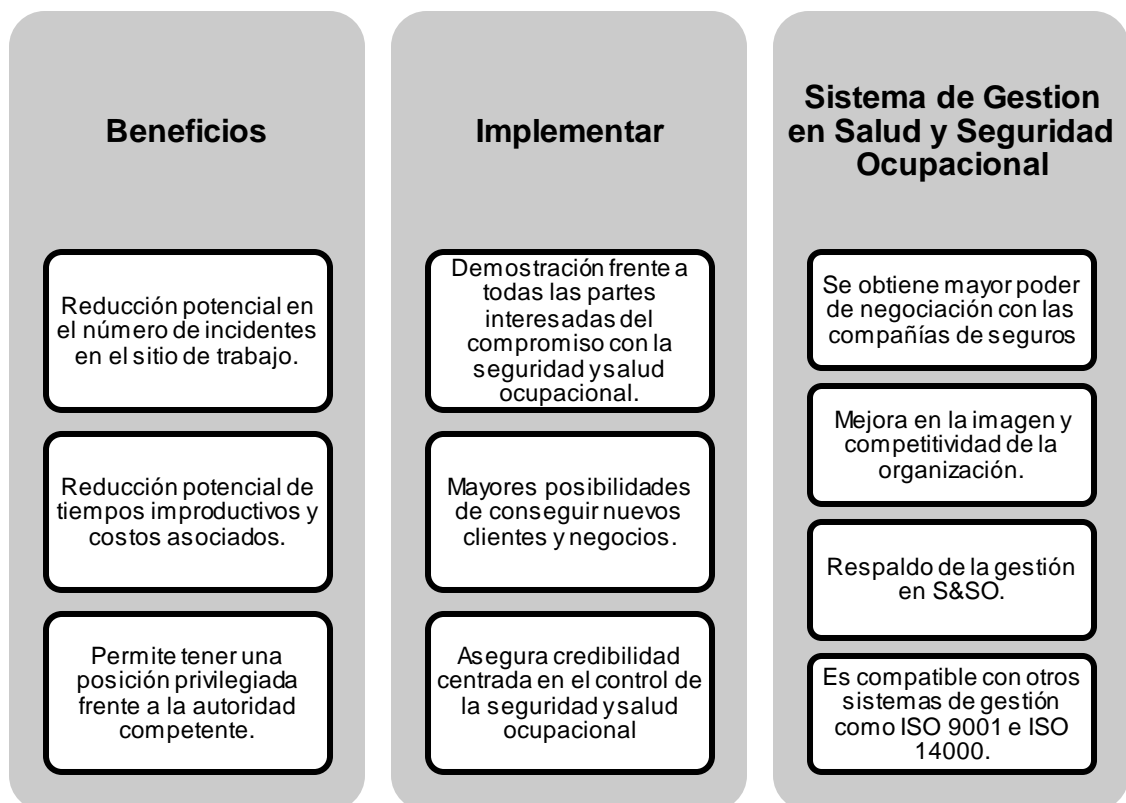 Beneficios
Reducción potencial en
el número de incidentes
en el sitio de trabajo.
Reducción potencial de
tiempos improductivos y
costos asociados.
Permite tener una
posición privilegiada
frente a la autoridad
competente.
Implementar
Demostración frente a
todas las partes
interesadas del
compromiso con la
seguridad y salud
ocupacional.
Mayores posibilidades
de conseguir nuevos
clientes y negocios.
Asegura credibilidad
centrada en el control de
la seguridad y salud
ocupacional
Sistema de Gestion
en Salud y Seguridad
Ocupacional
Se obtiene mayor poder
de negociación con las
compañías de seguros
Mejora en la imagen y
competitividad de la
organización.
Respaldo de la gestión
en S&SO.
Es compatible con otros
sistemas de gestión
como ISO 9001 e ISO
14000.